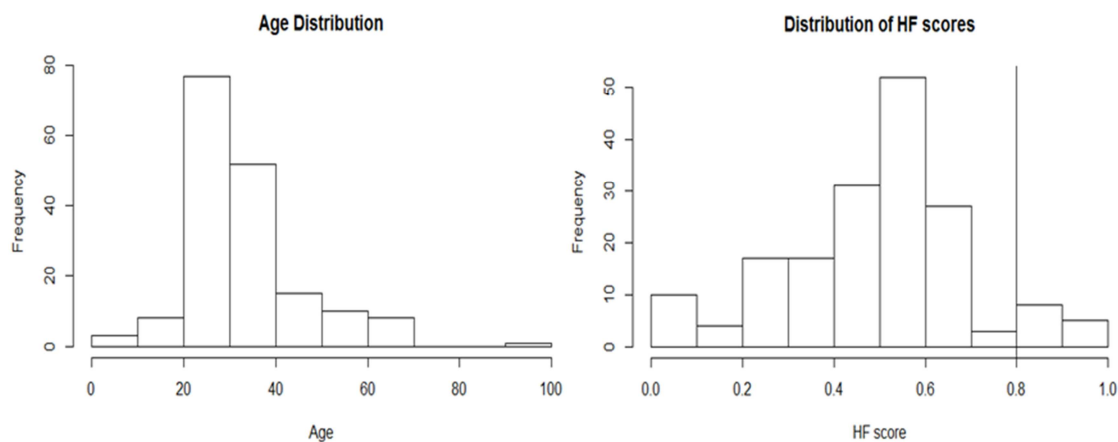 Age Distribution
Frequency
80
60
40
20
0
0 20 40 60 80 100
Age
Distribution of HF scores
Frequency
50
40
30
20
10
0
0.0 0.2 0.4 0.6 0.8 1.0
HF score